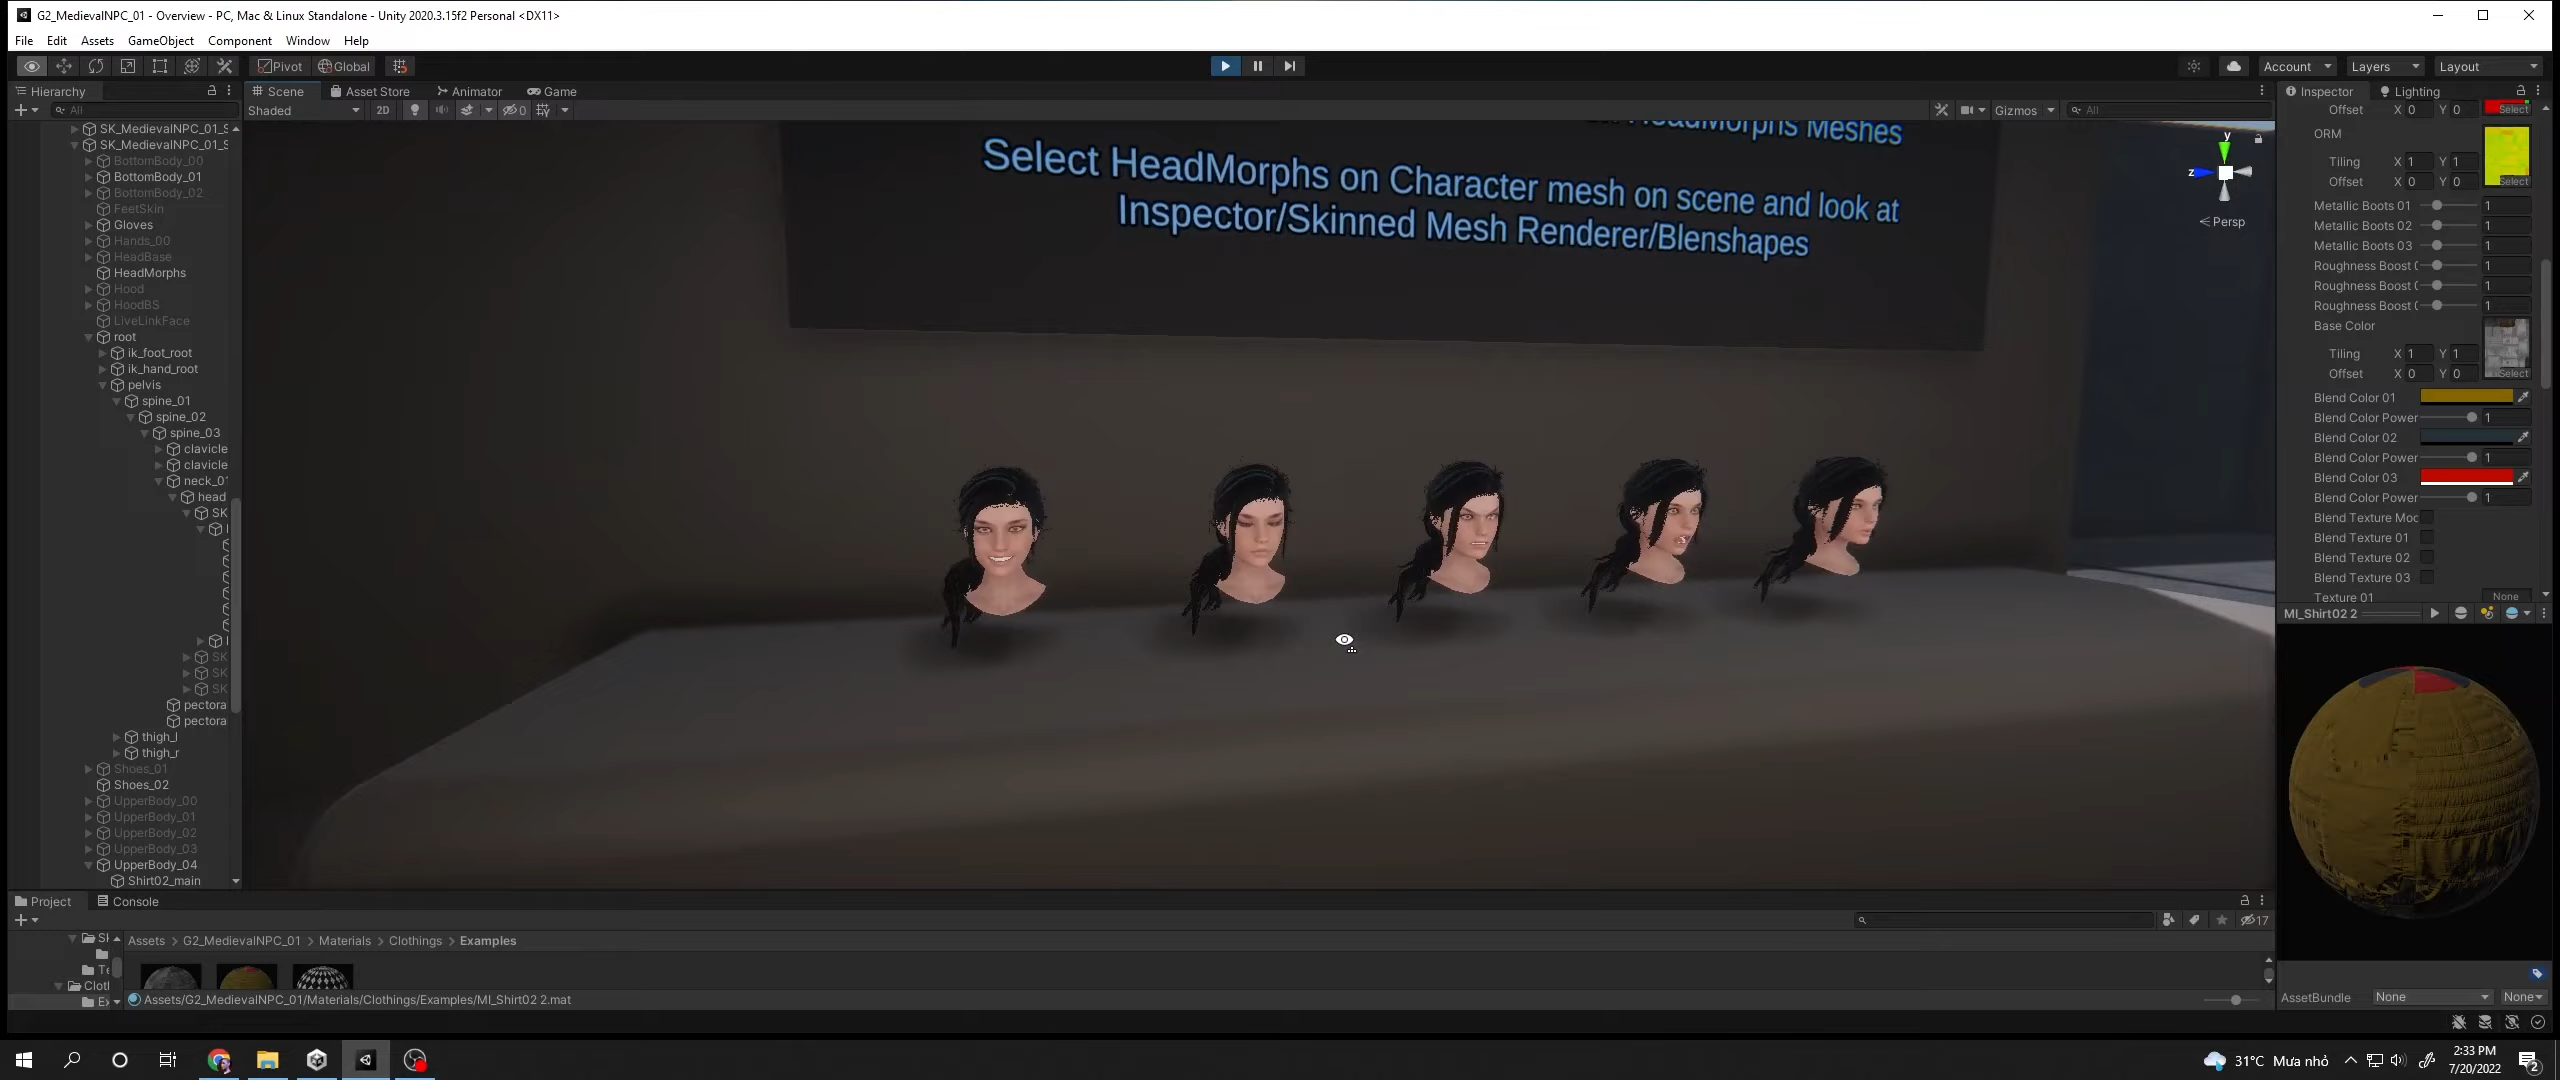 G2_MedievalNPC_01 - Overview - PC, Mac & Linux Standalone - Unity 2020.3.15f2 Personal <DX11>
File Edit Assets GameObject Component Window Help
Pivot Global
Account Layers Layout
Hierarchy
All
SK_MedievalNPC_01_S
SK_MedievalNPC_01_S
BottomBody_00
BottomBody_01
BottomBody_02
FeetSkin
Gloves
Hands_00
HeadBase
HeadMorphs
Hood
HoodBS
LiveLinkFace
root
ik_foot_root
ik_hand_root
pelvis
spine_01
spine_02
spine_03
clavicle
clavicle
neck_01
head
SK
SK
SK
SK
pectora
pectora
thigh_l
thigh_r
Shoes_01
Shoes_02
UpperBody_00
UpperBody_01
UpperBody_02
UpperBody_03
UpperBody_04
Shirt02_main
Scene Asset Store Animator Game
Shaded 2D 0 Gizmos All
HeadMorphs Meshes
Select HeadMorphs on Character mesh on scene and look at
Inspector/Skinned Mesh Renderer/Blenshapes
y
z
Persp
Inspector Lighting
Offset X 0 Y 0 Select
ORM
Tiling X 1 Y 1
Offset X 0 Y 0 Select
Metallic Boots 01 1
Metallic Boots 02 1
Metallic Boots 03 1
Roughness Boost ( 1
Roughness Boost ( 1
Roughness Boost ( 1
Base Color
Tiling X 1 Y 1
Offset X 0 Y 0 Select
Blend Color 01
Blend Color Power 1
Blend Color 02
Blend Color Power 1
Blend Color 03
Blend Color Power 1
Blend Texture Moc
Blend Texture 01
Blend Texture 02
Blend Texture 03
Texture 01 None
MI_Shirt02 2
AssetBundle None None
Project Console
17
Assets > G2_MedievalNPC_01 > Materials > Clothings > Examples
Assets/G2_MedievalNPC_01/Materials/Clothings/Examples/MI_Shirt02 2.mat
31°C Mưa nhỏ
2:33 PM
7/20/2022
2